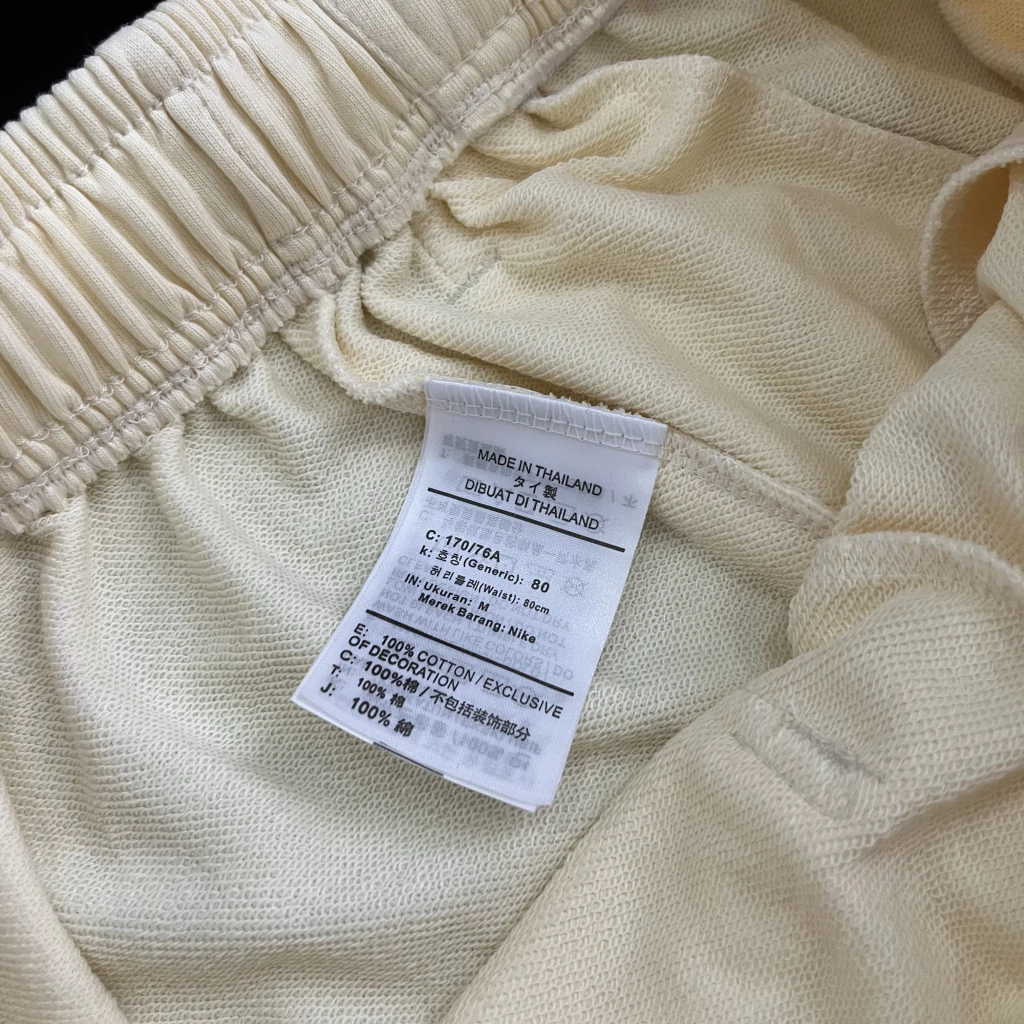 MADE IN THAILAND
タイ製
DIBUAT DI THAILAND
C: 170/76A
k: 호칭(Generic): 80
허리둘레(Waist): 80cm
IN: Ukuran: M
Merek Barang: Nike
E: 100% COTTON / EXCLUSIVE
OF DECORATION
C: 100%棉 / 不包括装饰部分
T: 100% 棉
J: 100% 綿